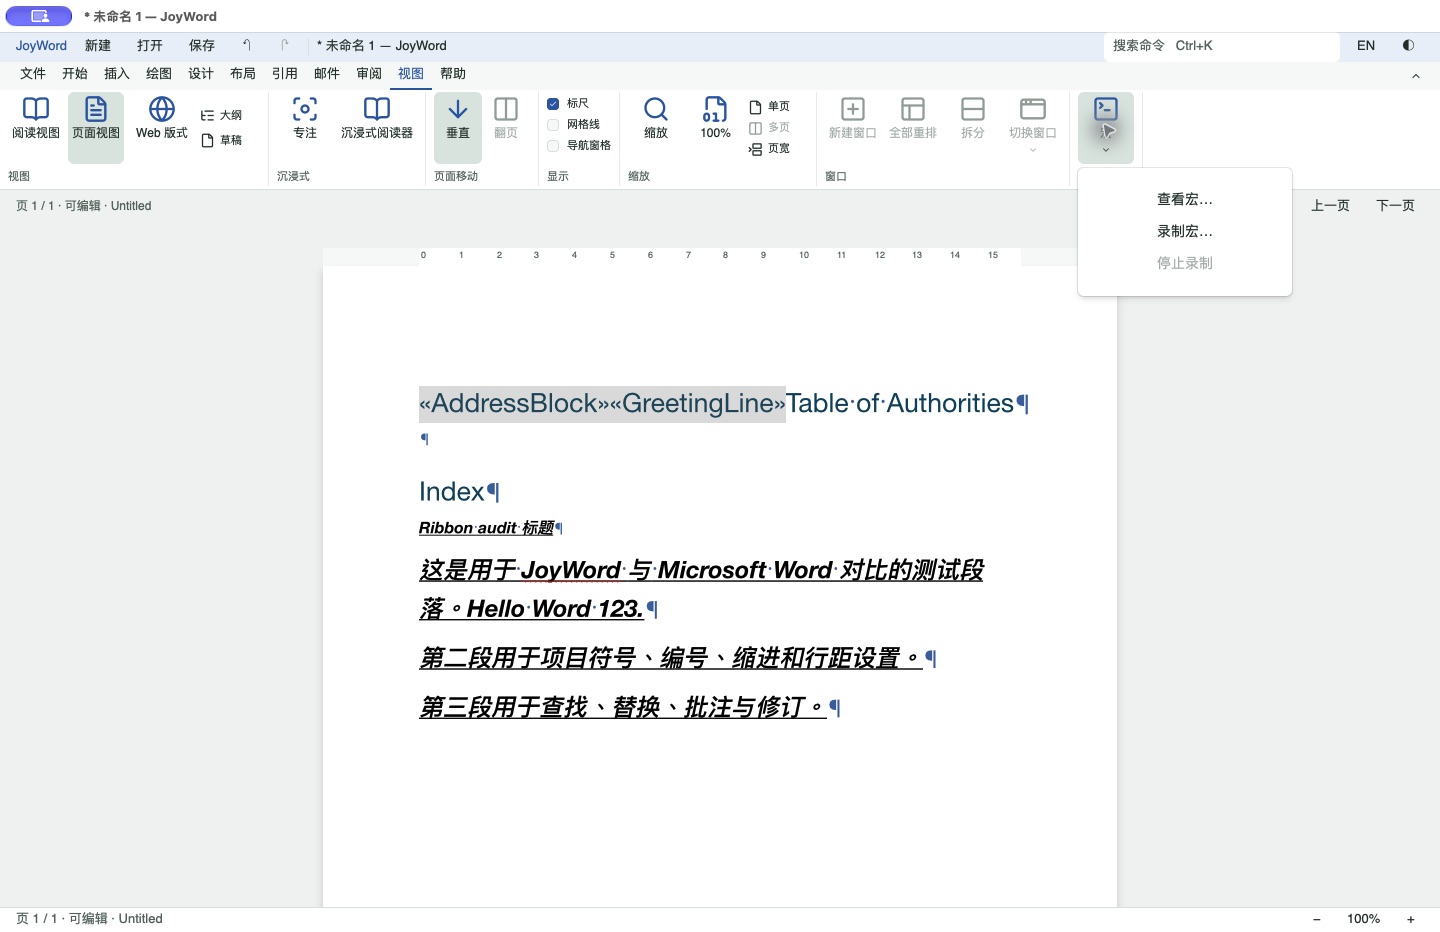 * 未命名 1 — JoyWord
JoyWord 新建 打开 保存 * 未命名 1 — JoyWord 搜索命令 Ctrl+K EN
文件 开始 插入 绘图 设计 布局 引用 邮件 审阅 视图 帮助
阅读视图 页面视图 Web 版式 大纲 草稿
视图
专注 沉浸式阅读器
沉浸式
垂直 翻页
页面移动
标尺
网格线
导航窗格
显示
缩放 100% 单页 多页 页宽
缩放
新建窗口 全部重排 拆分 切换窗口
窗口
查看宏...
录制宏...
停止录制
页 1 / 1 · 可编辑 · Untitled 上一页 下一页
0 1 2 3 4 5 6 7 8 9 10 11 12 13 14 15
«AddressBlock»«GreetingLine»Table·of·Authorities¶
¶
Index¶
Ribbon·audit·标题¶
这是用于·JoyWord·与·Microsoft·Word·对比的测试段
落。Hello·Word·123.¶
第二段用于项目符号、编号、缩进和行距设置。¶
第三段用于查找、替换、批注与修订。¶
页 1 / 1 · 可编辑 · Untitled − 100% +